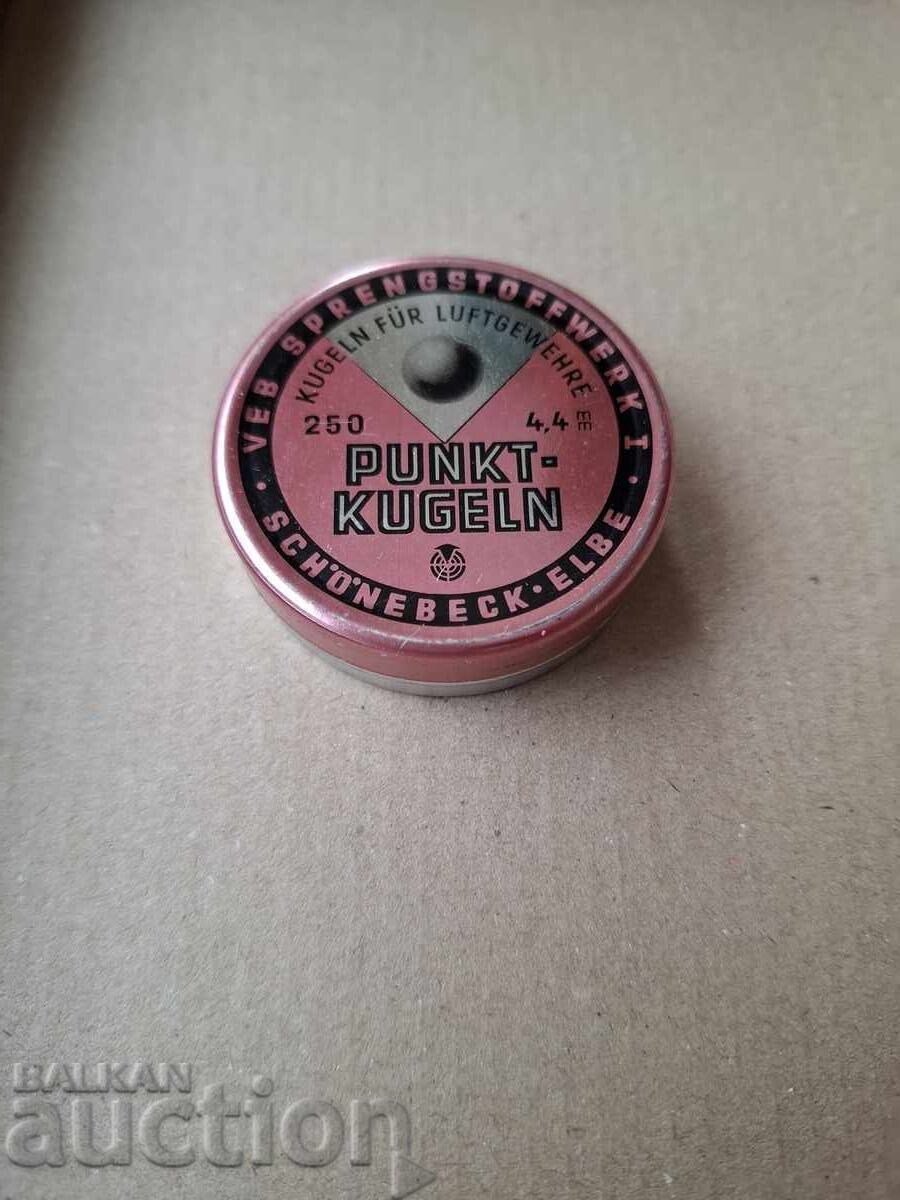 VEB SPRENGSTOFFWERK I
KUGELN FÜR LUFTGEWEHRE
250 4,4 mm
PUNKT-
KUGELN
· SCHÖNEBECK · ELBE ·
BALKAN
auction